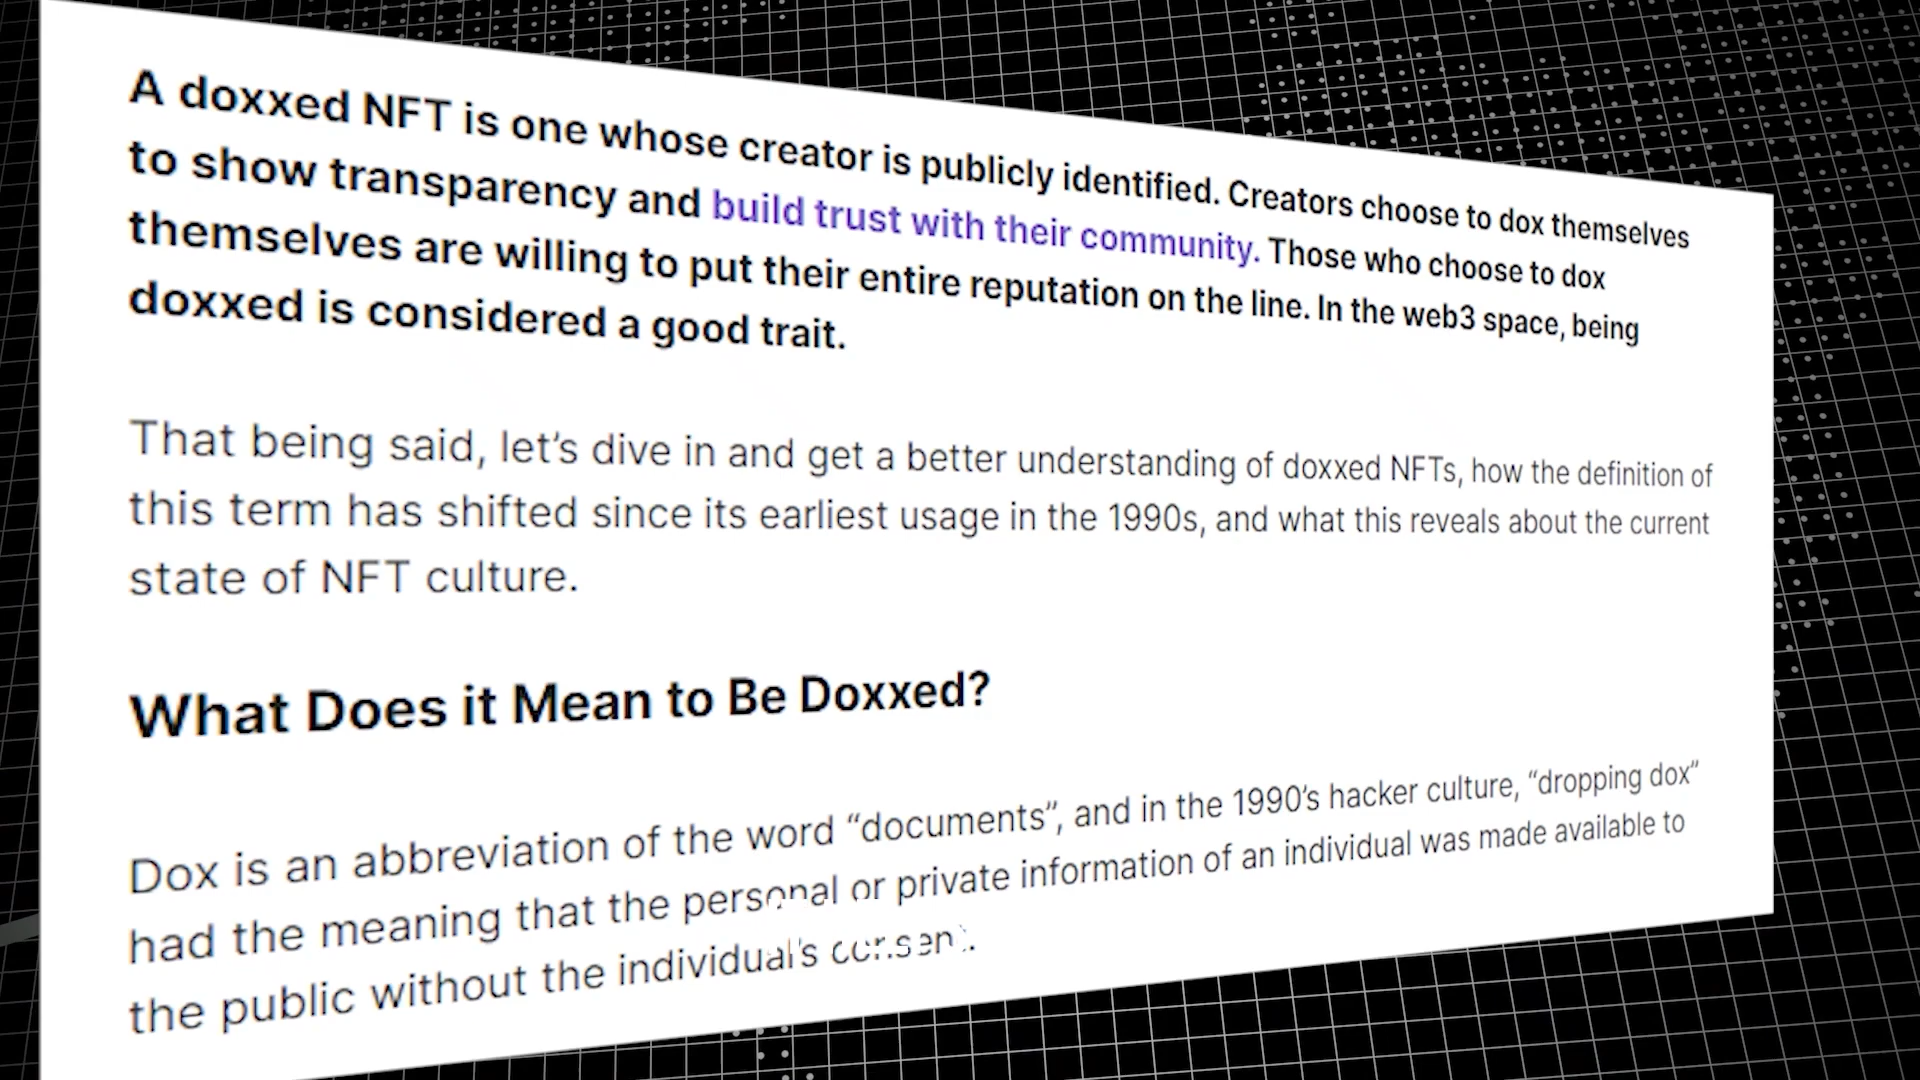 A doxxed NFT is one whose creator is publicly identified. Creators choose to dox themselves
to show transparency and build trust with their community. Those who choose to dox
themselves are willing to put their entire reputation on the line. In the web3 space, being
doxxed is considered a good trait.
That being said, let’s dive in and get a better understanding of doxxed NFTs, how the definition of
this term has shifted since its earliest usage in the 1990s, and what this reveals about the current
state of NFT culture.
What Does it Mean to Be Doxxed?
Dox is an abbreviation of the word “documents”, and in the 1990’s hacker culture, “dropping dox”
had the meaning that the personal or private information of an individual was made available to
the public without the individual’s consent.